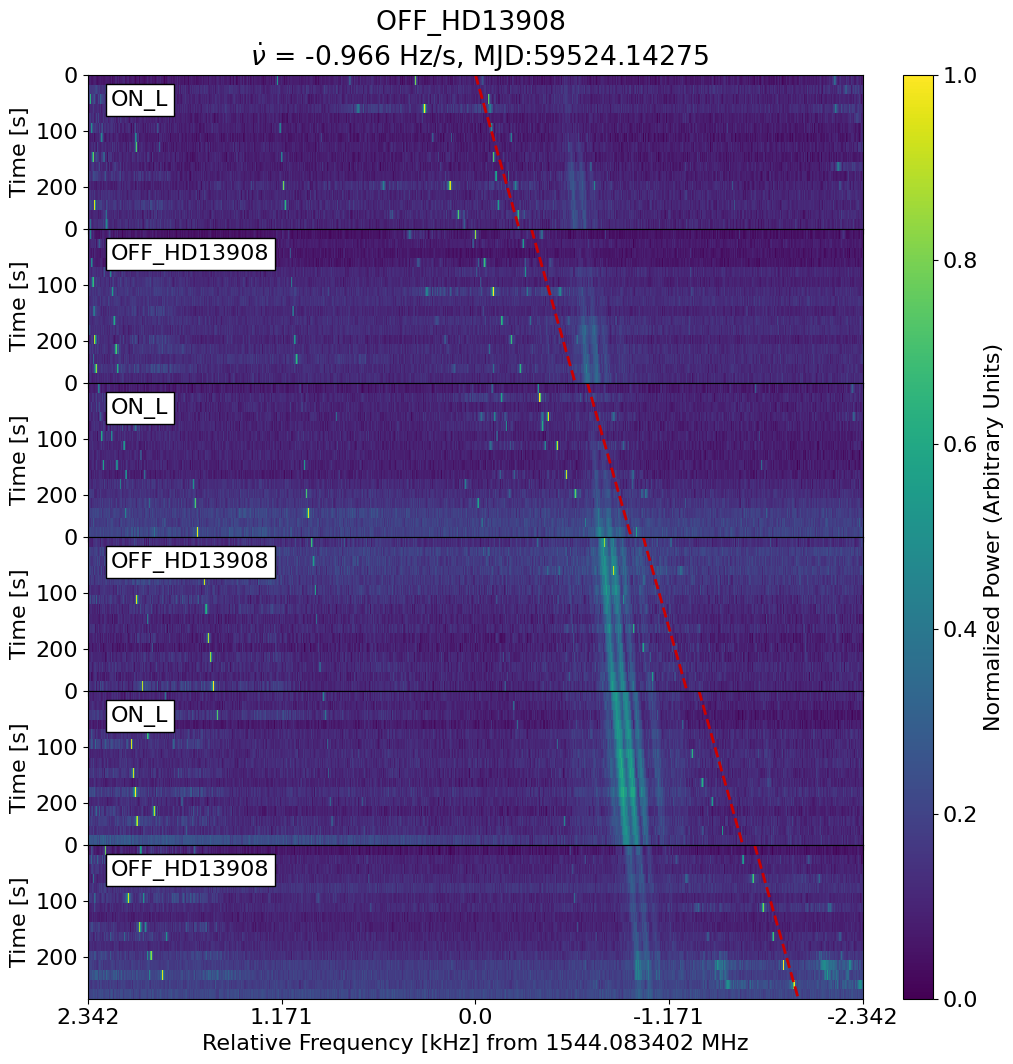 OFF_HD13908
ν̇ = -0.966 Hz/s, MJD:59524.14275
ON_L
OFF_HD13908
ON_L
OFF_HD13908
ON_L
OFF_HD13908
Time [s]
0
100
200
Time [s]
0
100
200
Time [s]
0
100
200
Time [s]
0
100
200
Time [s]
0
100
200
Time [s]
0
100
200
2.342 1.171 0.0 -1.171 -2.342
Relative Frequency [kHz] from 1544.083402 MHz
1.0
0.8
0.6
0.4
0.2
0.0
Normalized Power (Arbitrary Units)